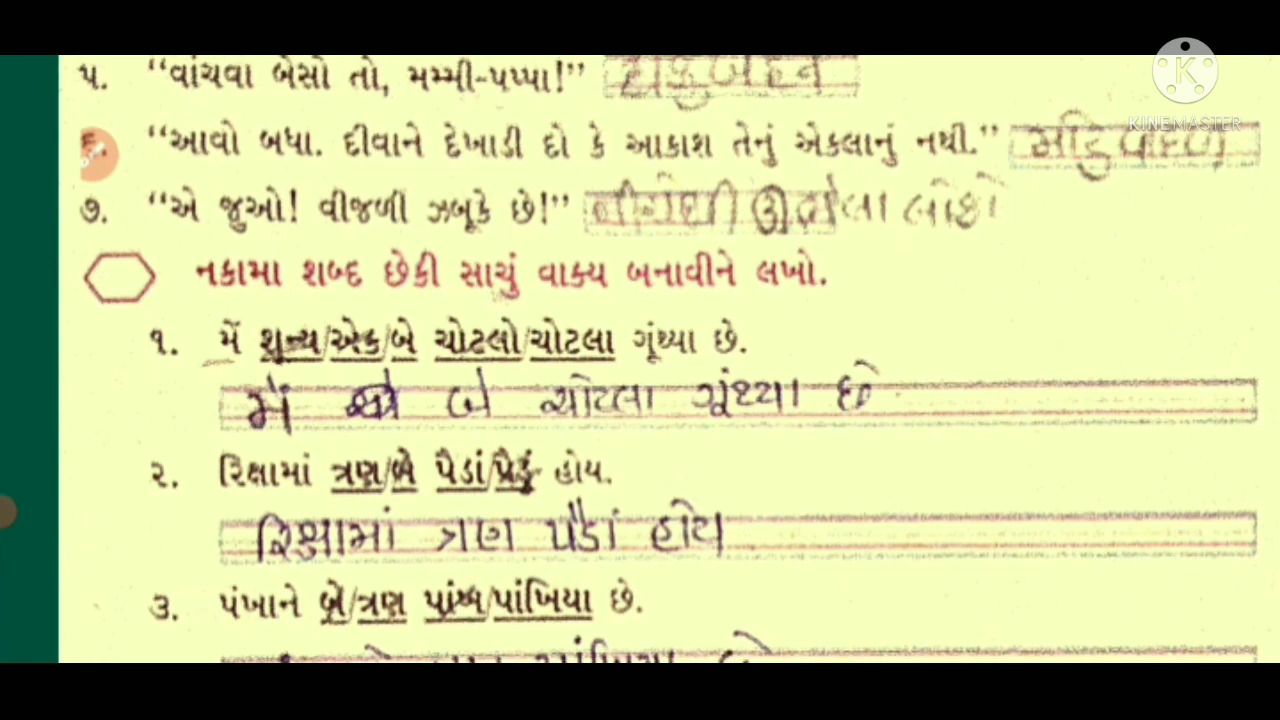 ૫. “વાંચવા બેસો તો, મમ્મી-પપ્પા!”
KINEMASTER
૬. “આવો બધા. દીવાને દેખાડી દો કે આકાશ તેનું એકલાનું નથી.”
૭. “એ જુઓ! વીજળી ઝબૂકે છે!”
નકામા શબ્દ છેકી સાચું વાક્ય બનાવીને લખો.
૧. મેં શૂન્ય/એક/બે ચોટલો/ચોટલા ગૂંથ્યા છે.
મેં બે ચોટલા ગૂંથ્યા છે
૨. રિક્ષામાં ત્રણ/બે પૈડાં/પૈડું હોય.
રિક્ષામાં ત્રણ પૈડાં હોય
૩. પંખાને બે/ત્રણ પાંખ/પાંખિયા છે.